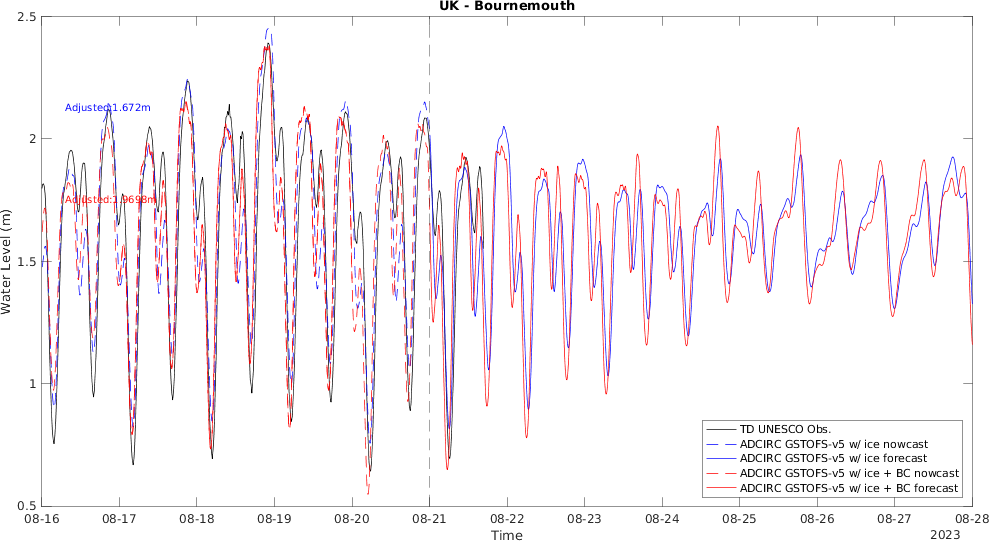 UK - Bournemouth
2.5
2
1.5
1
0.5
Water Level (m)
Adjusted:1.672m
Adjusted:1.9698m
TD UNESCO Obs.
ADCIRC GSTOFS-v5 w/ ice nowcast
ADCIRC GSTOFS-v5 w/ ice forecast
ADCIRC GSTOFS-v5 w/ ice + BC nowcast
ADCIRC GSTOFS-v5 w/ ice + BC forecast
08-16 08-17 08-18 08-19 08-20 08-21 08-22 08-23 08-24 08-25 08-26 08-27 08-28
Time
2023